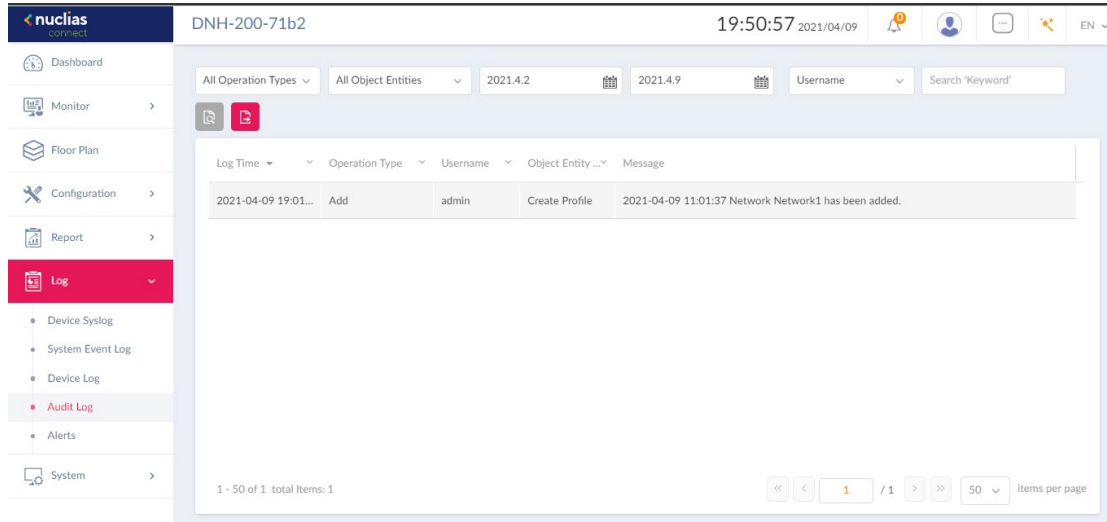 nuclias
connect
DNH-200-71b2
19:50:57 2021/04/09
0
EN
Dashboard
Monitor
Floor Plan
Configuration
Report
Log
Device Syslog
System Event Log
Device Log
Audit Log
Alerts
System
All Operation Types
All Object Entities
2021.4.2
2021.4.9
Username
Search 'Keyword'
Log Time
Operation Type
Username
Object Entity ...
Message
2021-04-09 19:01...
Add
admin
Create Profile
2021-04-09 11:01:37 Network Network1 has been added.
1 - 50 of 1 total Items: 1
1
/ 1
50
items per page